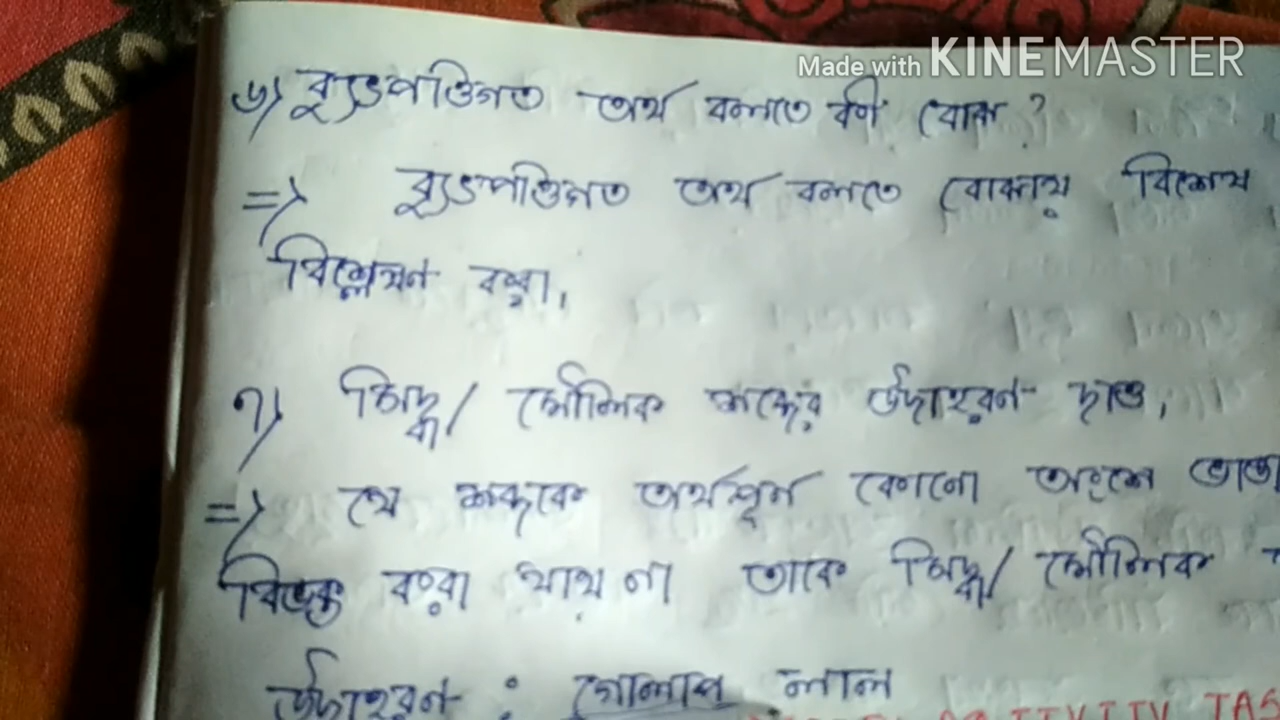 Made with KINEMASTER
৬) ব্যুৎপত্তিগত অর্থ বলতে কী বোঝ ?
=> ব্যুৎপত্তিগত অর্থ বলতে বোঝায় বিশেষ
বিশ্লেষণ করা।
৭) সিদ্ধ/ মৌলিক শব্দের উদাহরণ দাও।
=> যে শব্দকে অর্থপূর্ণ কোনো অংশে
বিভক্ত করা যায় না তাকে সিদ্ধ/ মৌলিক
উদাহরণ : গোলাপ লাল